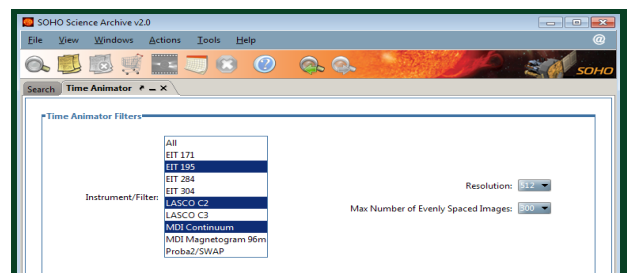 SOHO Science Archive v2.0
File View Windows Actions Tools Help @
SOHO
Search Time Animator
Time Animator Filters
All
EIT 171
EIT 195
EIT 284
EIT 304
Instrument/Filter:
LASCO C2
LASCO C3
MDI Continuum
MDI Magnetogram 96m
Proba2/SWAP
Resolution: 512
Max Number of Evenly Spaced Images: 500